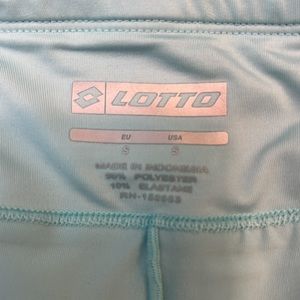 LOTTO
EU USA
S S
MADE IN INDONESIA
90% POLYESTER
10% ELASTANE